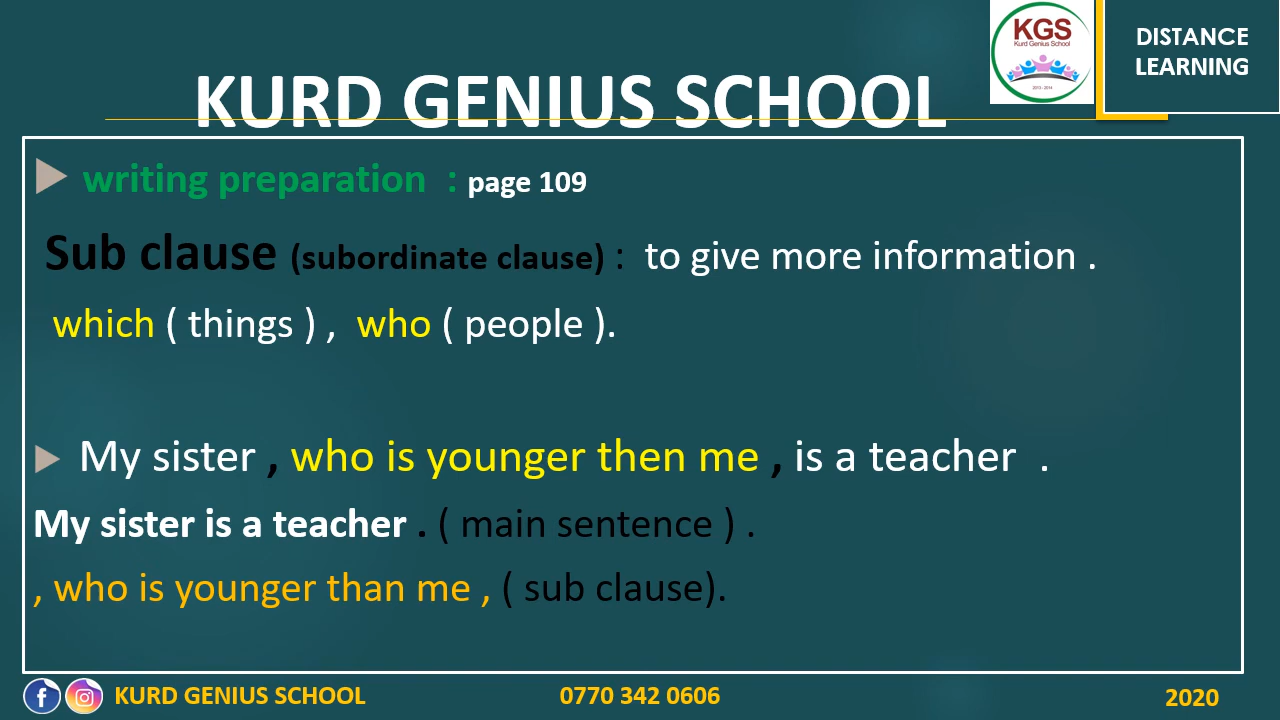 KGS
Kurd Genius School
2013 - 2014
DISTANCE
LEARNING
KURD GENIUS SCHOOL
writing preparation : page 109
Sub clause (subordinate clause) : to give more information .
which ( things ) , who ( people ).
My sister , who is younger then me , is a teacher .
My sister is a teacher . ( main sentence ) .
, who is younger than me , ( sub clause).
KURD GENIUS SCHOOL
0770 342 0606
2020